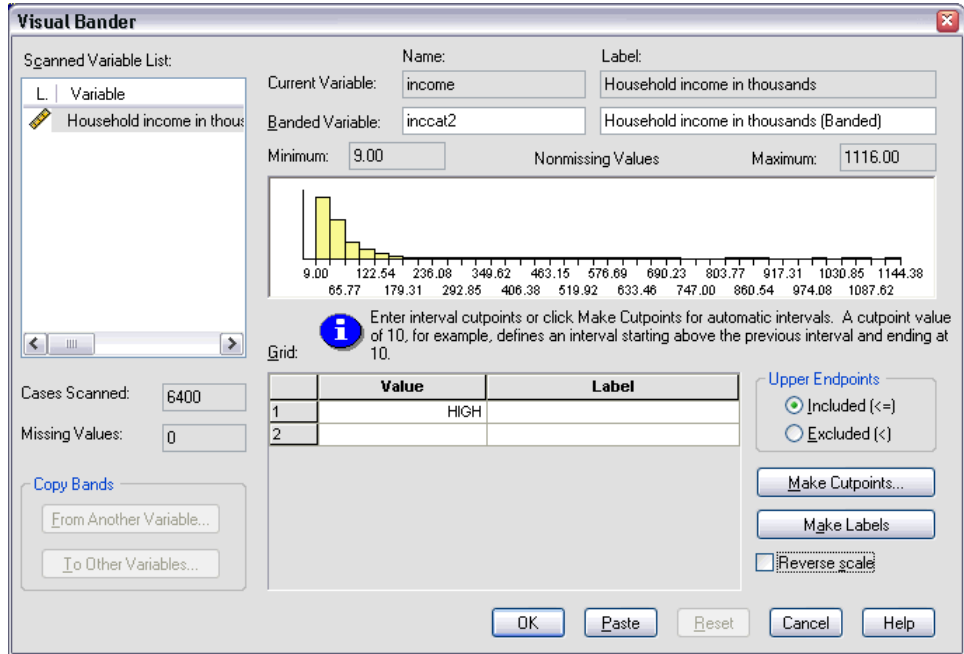 Visual Bander
Scanned Variable List:
L. Variable
Household income in thous
Name: Label:
Current Variable: income Household income in thousands
Banded Variable: inccat2 Household income in thousands (Banded)
Minimum: 9.00 Nonmissing Values Maximum: 1116.00
9.00 122.54 236.08 349.62 463.15 576.69 690.23 803.77 917.31 1030.85 1144.38
65.77 179.31 292.85 406.38 519.92 633.46 747.00 860.54 974.08 1087.62
Enter interval cutpoints or click Make Cutpoints for automatic intervals. A cutpoint value
of 10, for example, defines an interval starting above the previous interval and ending at
10.
Grid:
Value Label
1 HIGH
2
Cases Scanned: 6400
Missing Values: 0
Copy Bands
From Another Variable...
To Other Variables...
Upper Endpoints
Included (<=)
Excluded (<)
Make Cutpoints...
Make Labels
Reverse scale
OK Paste Reset Cancel Help